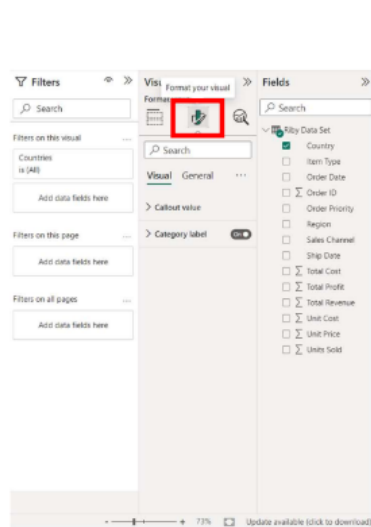 Filters
Search
Filters on this visual
...
Countries
is (All)
Add data fields here
Filters on this page
...
Add data fields here
Filters on all pages
...
Add data fields here
Format your visual
Search
Visual General ...
Callout value
Category label On
Fields
Search
Riby Data Set
Country
Item Type
Order Date
Order ID
Order Priority
Region
Sales Channel
Ship Date
Total Cost
Total Profit
Total Revenue
Unit Cost
Unit Price
Units Sold
- + 73% Update available (click to download)